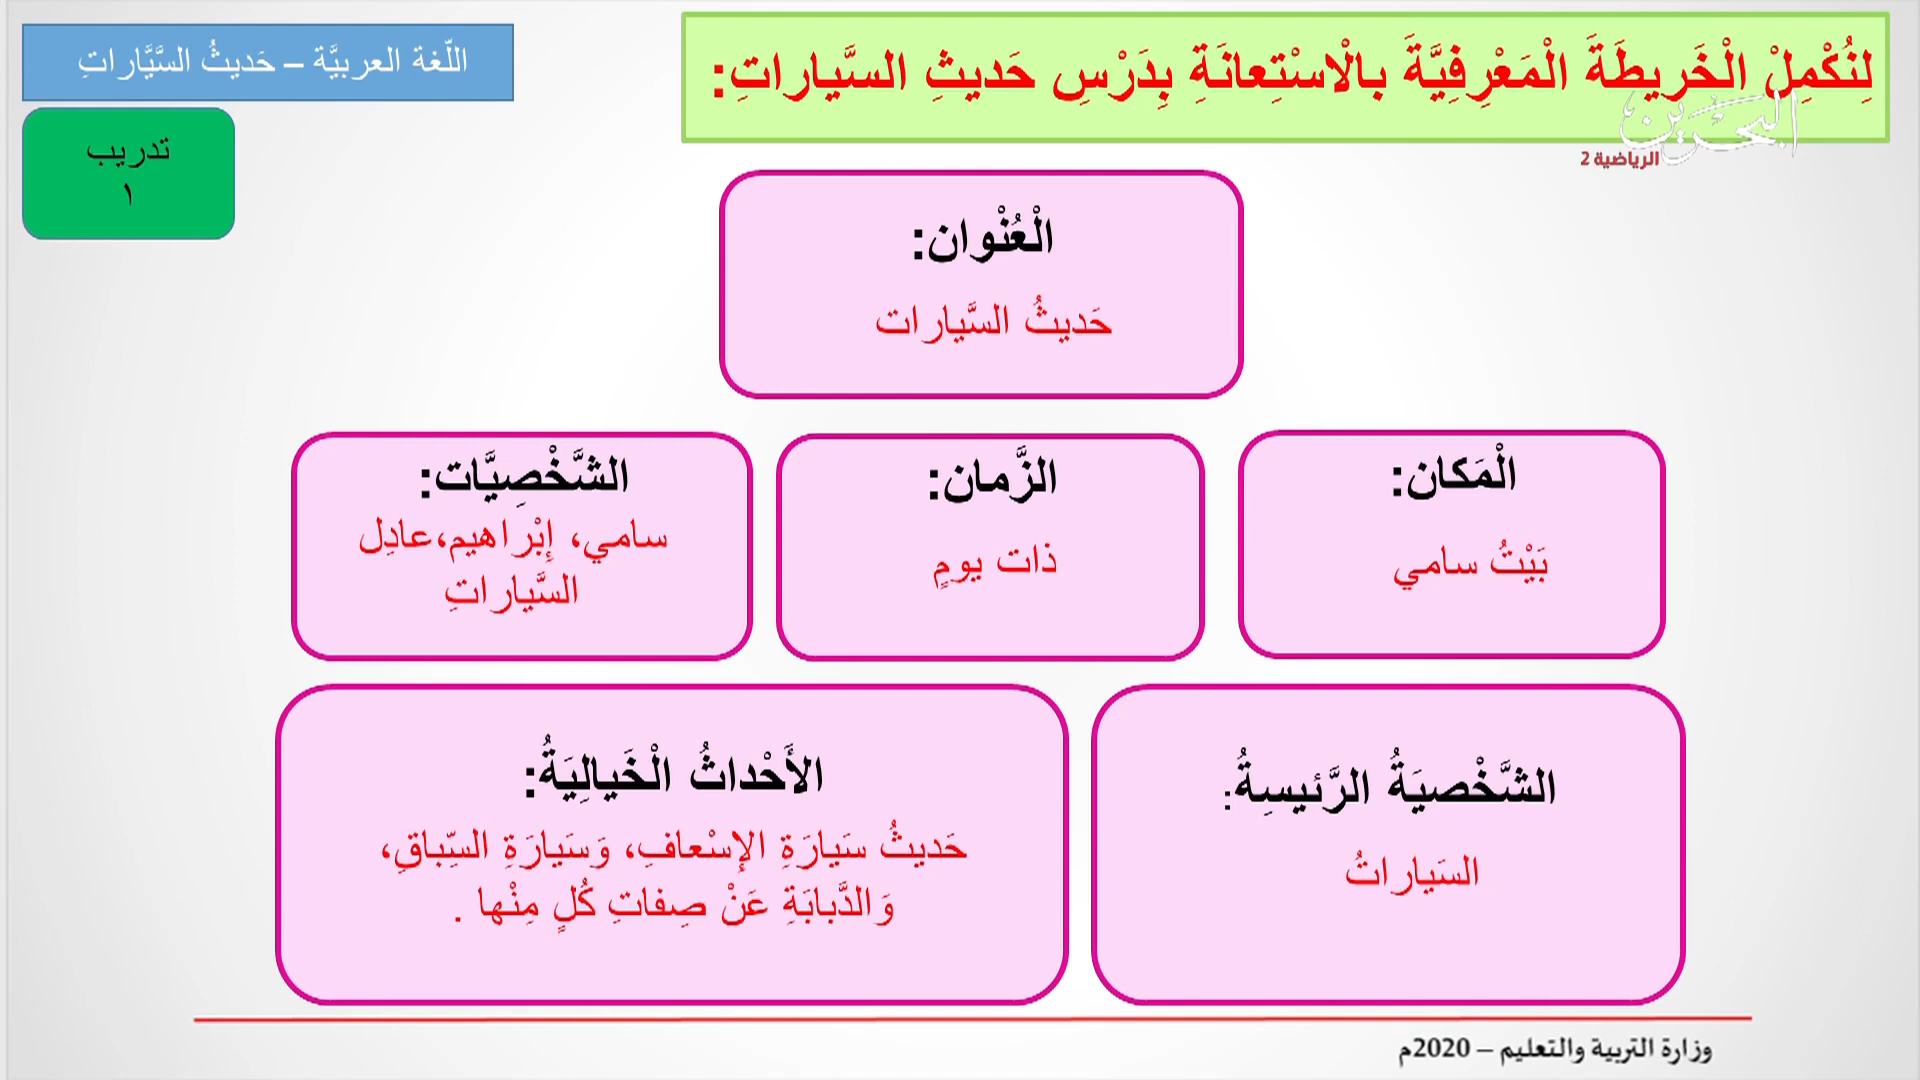 لِنُكْمِلْ الْخَريطَةَ الْمَعْرِفِيَّةَ بالْاسْتِعانَةِ بِدَرْسِ حَديثِ السَّياراتِ:
اللّغة العربيَّة – حَديثُ السَّيَّاراتِ
تدريب
١
البحرين
الرياضية 2
الْعُنْوان:
حَديثُ السَّيارات
الْمَكان:
بَيْتُ سامي
الزَّمان:
ذات يومٍ
الشَّخْصِيَّات:
سامي، إِبْراهيم،عادِل
السَّياراتِ
الشَّخْصيَةُ الرَّئيسِةُ:
السَياراتُ
الأَحْداثُ الْخَيالِيَةُ:
حَديثُ سَيارَةِ الإِسْعافِ، وَسَيارَةِ السِّباقِ،
وَالدَّبابَةِ عَنْ صِفاتِ كُلٍ مِنْها .
وزارة التربية والتعليم – 2020م